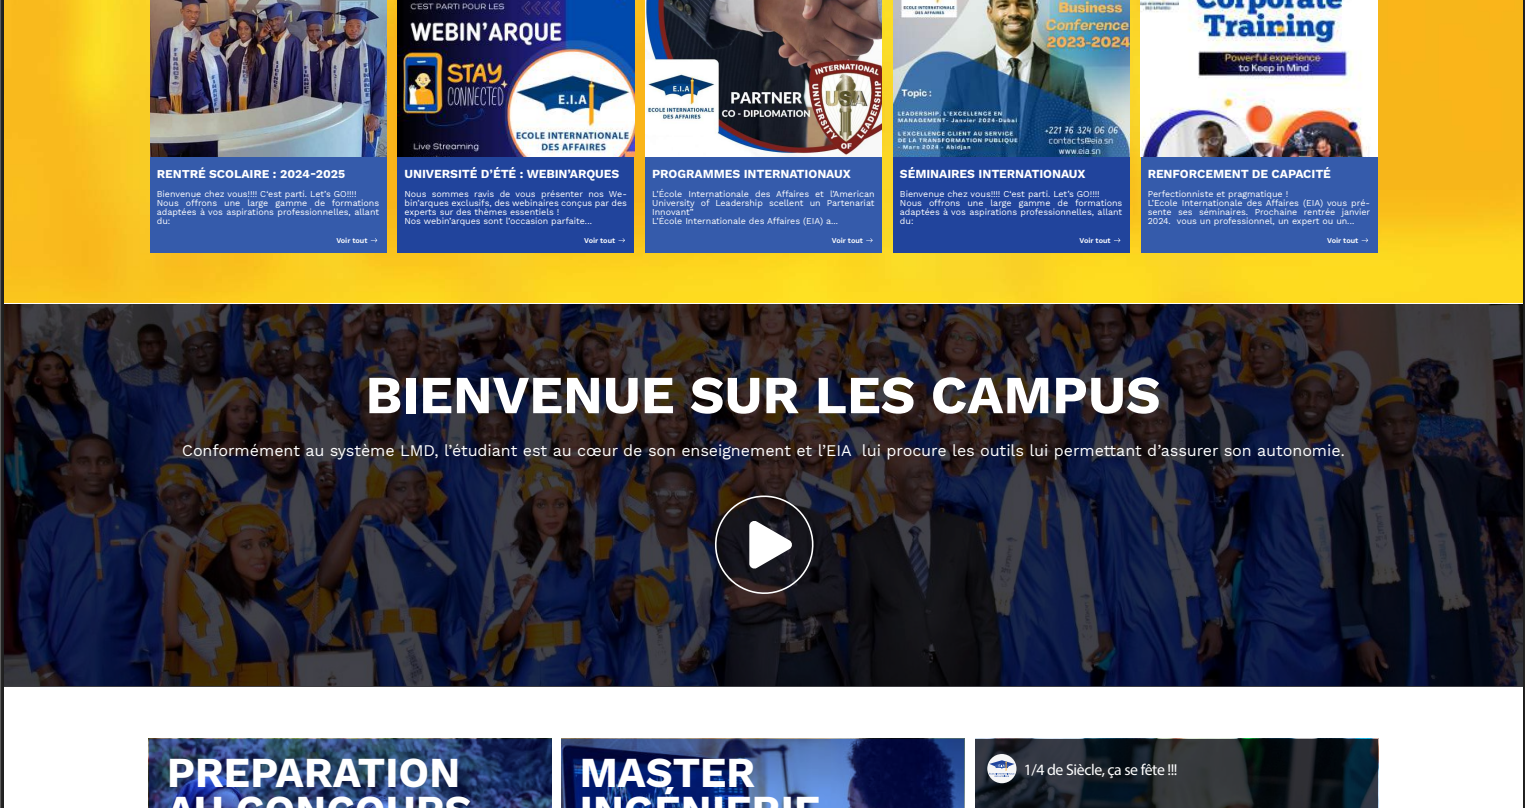 FINANCE
FINANCE
FINANCE
C'EST PARTI POUR LES
WEBIN'ARQUE
STAY
CONNECTED
E.I.A
ECOLE INTERNATIONALE
DES AFFAIRES
Live Streaming
E.I.A
ECOLE INTERNATIONALE
DES AFFAIRES
PARTNER
CO - DIPLOMATION
INTERNATIONAL
UNIVERSITY
USA
LEADERSHIP
OF
ECOLE INTERNATIONALE
DES AFFAIRES
Business
Conference
2023-2024
Topic :
LEADERSHIP, L'EXCELLENCE EN
MANAGEMENT- Janvier 2024-Dubai
L'EXCELLENCE CLIENT AU SERVICE
DE LA TRANSFORMATION PUBLIQUE
- Mars 2024 - Abidjan
+221 76 324 06 06
contacts@eia.sn
www.eia.sn
Corporate
Training
Powerful experience
to Keep in Mind
RENTRÉ SCOLAIRE : 2024-2025
Bienvenue chez vous!!!! C'est parti. Let's GO!!!!
Nous offrons une large gamme de formations
adaptées à vos aspirations professionnelles, allant
du:
Voir tout →
UNIVERSITÉ D'ÉTÉ : WEBIN'ARQUES
Nous sommes ravis de vous présenter nos We-
bin'arques exclusifs, des webinaires conçus par des
experts sur des thèmes essentiels !
Nos webin'arques sont l'occasion parfaite...
Voir tout →
PROGRAMMES INTERNATIONAUX
L'École Internationale des Affaires et l'American
University of Leadership scellent un Partenariat
Innovant"
L'École Internationale des Affaires (EIA) a...
Voir tout →
SÉMINAIRES INTERNATIONAUX
Bienvenue chez vous!!!! C'est parti. Let's GO!!!!
Nous offrons une large gamme de formations
adaptées à vos aspirations professionnelles, allant
du:
Voir tout →
RENFORCEMENT DE CAPACITÉ
Perfectionniste et pragmatique !
L'Ecole Internationale des Affaires (EIA) vous pré-
sente ses séminaires. Prochaine rentrée janvier
2024. vous un professionnel, un expert ou un...
Voir tout →
BIENVENUE SUR LES CAMPUS
Conformément au système LMD, l'étudiant est au cœur de son enseignement et l'EIA lui procure les outils lui permettant d'assurer son autonomie.
PREPARATION
AU CONCOURS
MASTER
INGÉNIERIE
1/4 de Siècle, ça se fête !!!